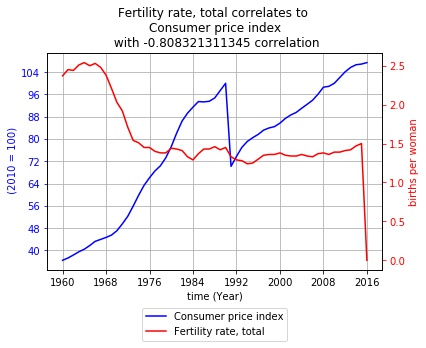 Fertility rate, total correlates to
Consumer price index
with -0.808321311345 correlation
104
96
88
80
72
64
56
48
40
(2010 = 100)
2.5
2.0
1.5
1.0
0.5
0.0
births per woman
1960 1968 1976 1984 1992 2000 2008 2016
time (Year)
Consumer price index
Fertility rate, total